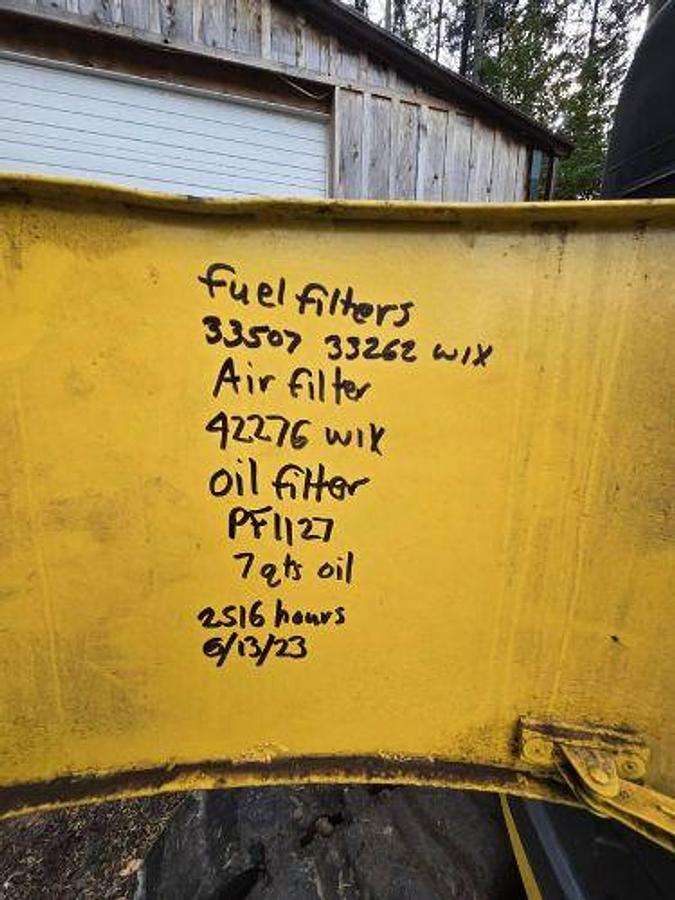 Fuel filters
33507 33262 WIX
Air filter
42276 WIX
Oil filter
PF1127
7 qts oil
2516 hours
6/13/23